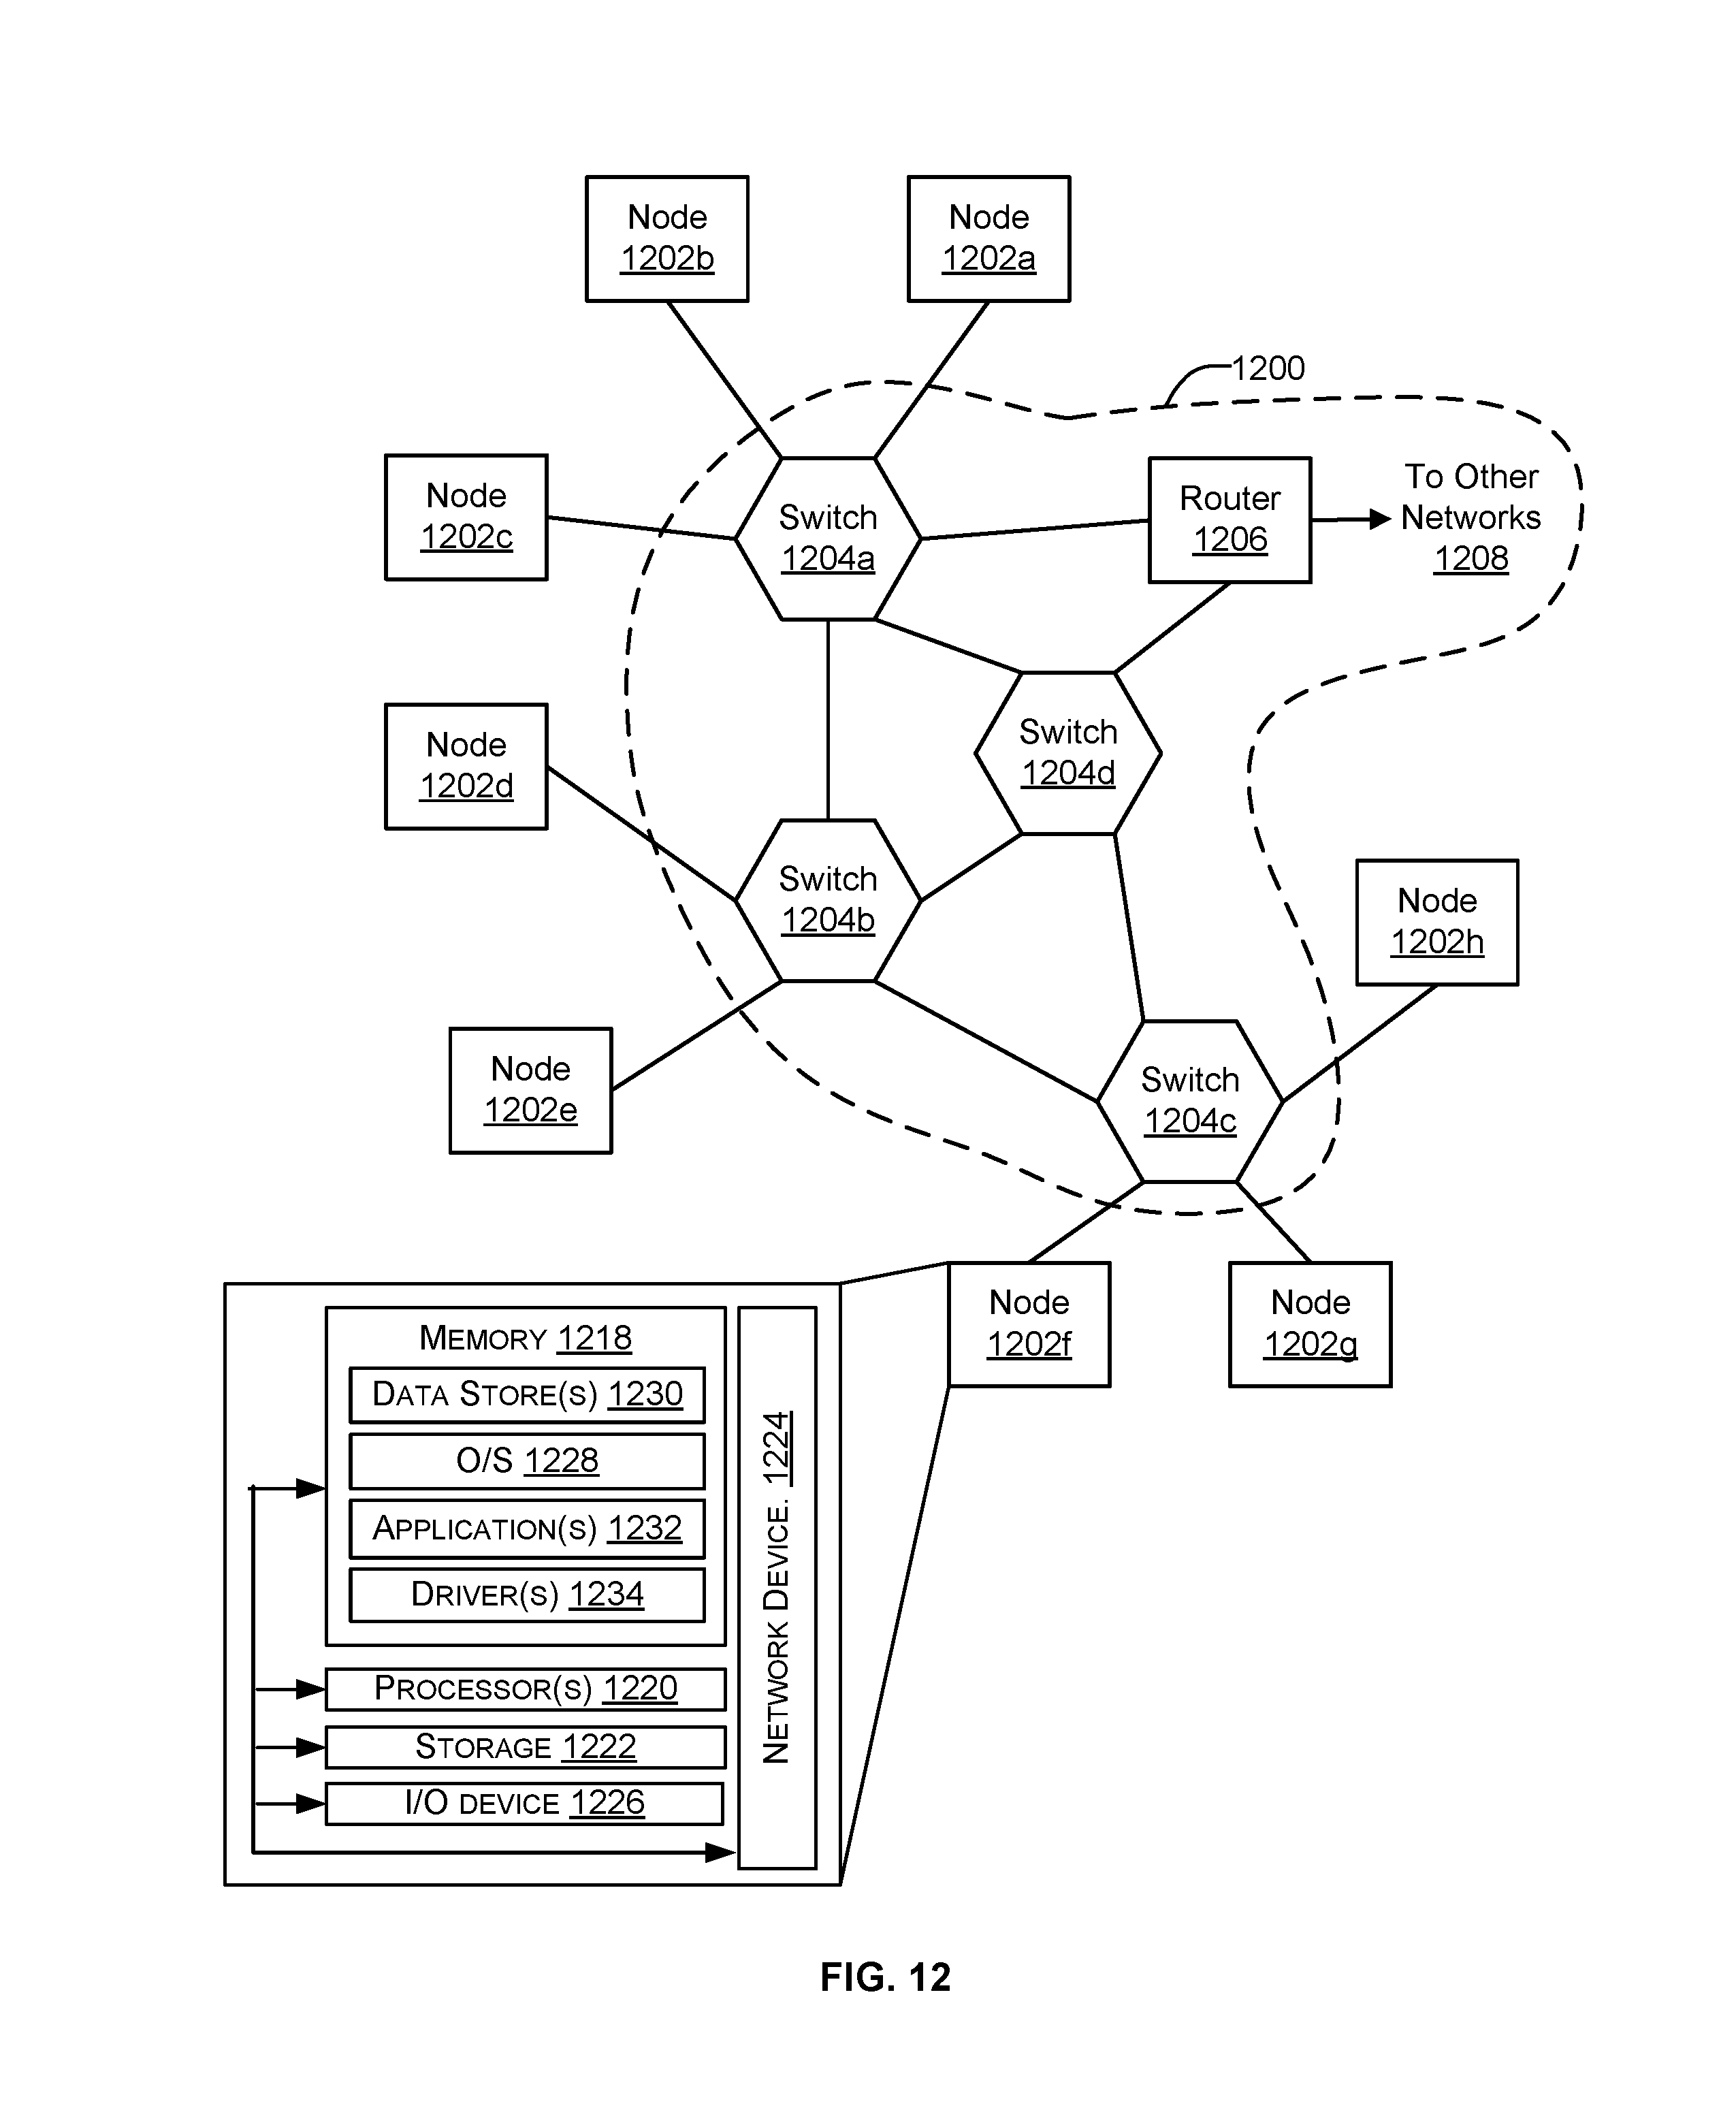 Node
1202b
Node
1202a
1200
Node
1202c
Switch
1204a
Router
1206
To Other
Networks
1208
Node
1202d
Switch
1204d
Switch
1204b
Node
1202h
Node
1202e
Switch
1204c
Node
1202f
Node
1202g
MEMORY 1218
DATA STORE(S) 1230
O/S 1228
APPLICATION(S) 1232
DRIVER(S) 1234
PROCESSOR(S) 1220
STORAGE 1222
I/O DEVICE 1226
NETWORK DEVICE. 1224
FIG. 12